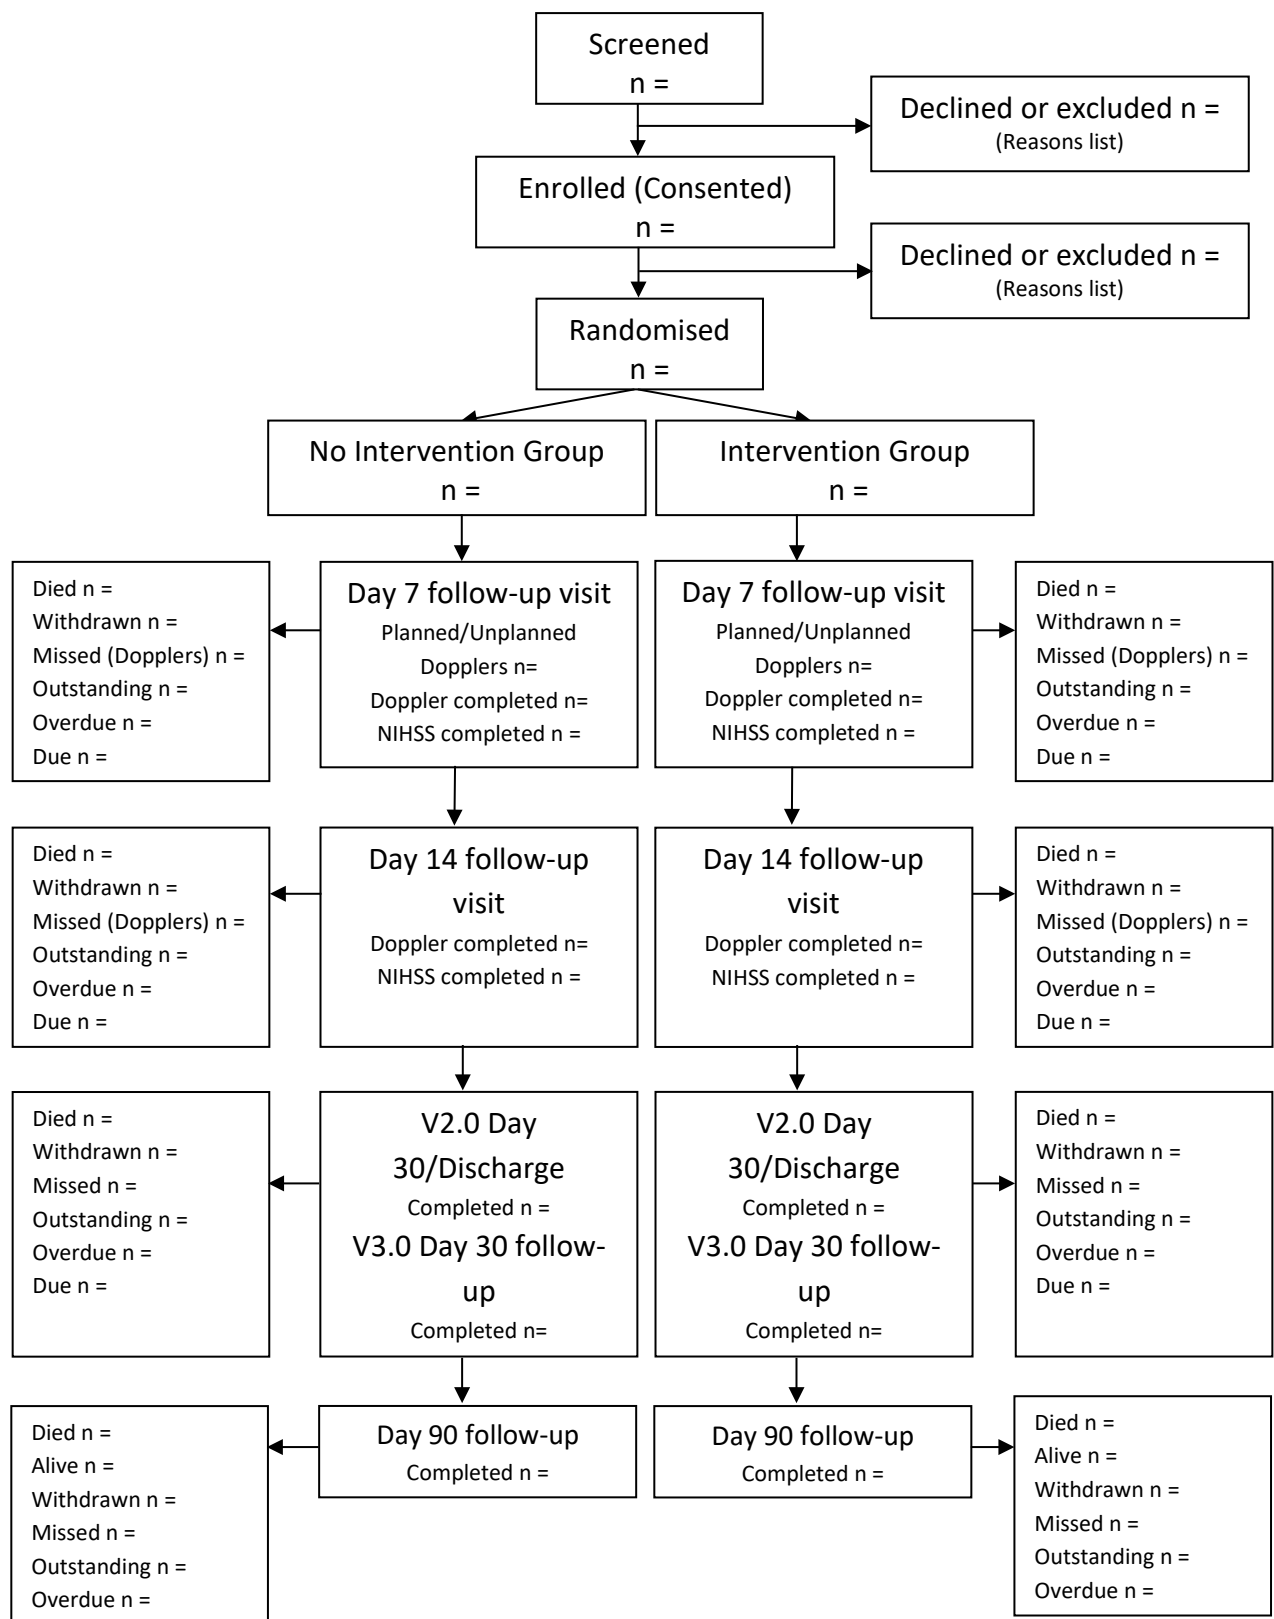 Screened
n =
Declined or excluded n =
(Reasons list)
Enrolled (Consented)
n =
Declined or excluded n =
(Reasons list)
Randomised
n =
No Intervention Group
n =
Intervention Group
n =
Died n =
Withdrawn n =
Missed (Dopplers) n =
Outstanding n =
Overdue n =
Due n =
Day 7 follow-up visit
Planned/Unplanned
Dopplers n=
Doppler completed n=
NIHSS completed n =
Day 7 follow-up visit
Planned/Unplanned
Dopplers n=
Doppler completed n=
NIHSS completed n =
Died n =
Withdrawn n =
Missed (Dopplers) n =
Outstanding n =
Overdue n =
Due n =
Died n =
Withdrawn n =
Missed (Dopplers) n =
Outstanding n =
Overdue n =
Due n =
Day 14 follow-up
visit
Doppler completed n=
NIHSS completed n =
Day 14 follow-up
visit
Doppler completed n=
NIHSS completed n =
Died n =
Withdrawn n =
Missed (Dopplers) n =
Outstanding n =
Overdue n =
Due n =
Died n =
Withdrawn n =
Missed n =
Outstanding n =
Overdue n =
Due n =
V2.0 Day
30/Discharge
Completed n =
V3.0 Day 30 follow-
up
Completed n=
V2.0 Day
30/Discharge
Completed n =
V3.0 Day 30 follow-
up
Completed n=
Died n =
Withdrawn n =
Missed n =
Outstanding n =
Overdue n =
Due n =
Died n =
Alive n =
Withdrawn n =
Missed n =
Outstanding n =
Overdue n =
Day 90 follow-up
Completed n =
Day 90 follow-up
Completed n =
Died n =
Alive n =
Withdrawn n =
Missed n =
Outstanding n =
Overdue n =